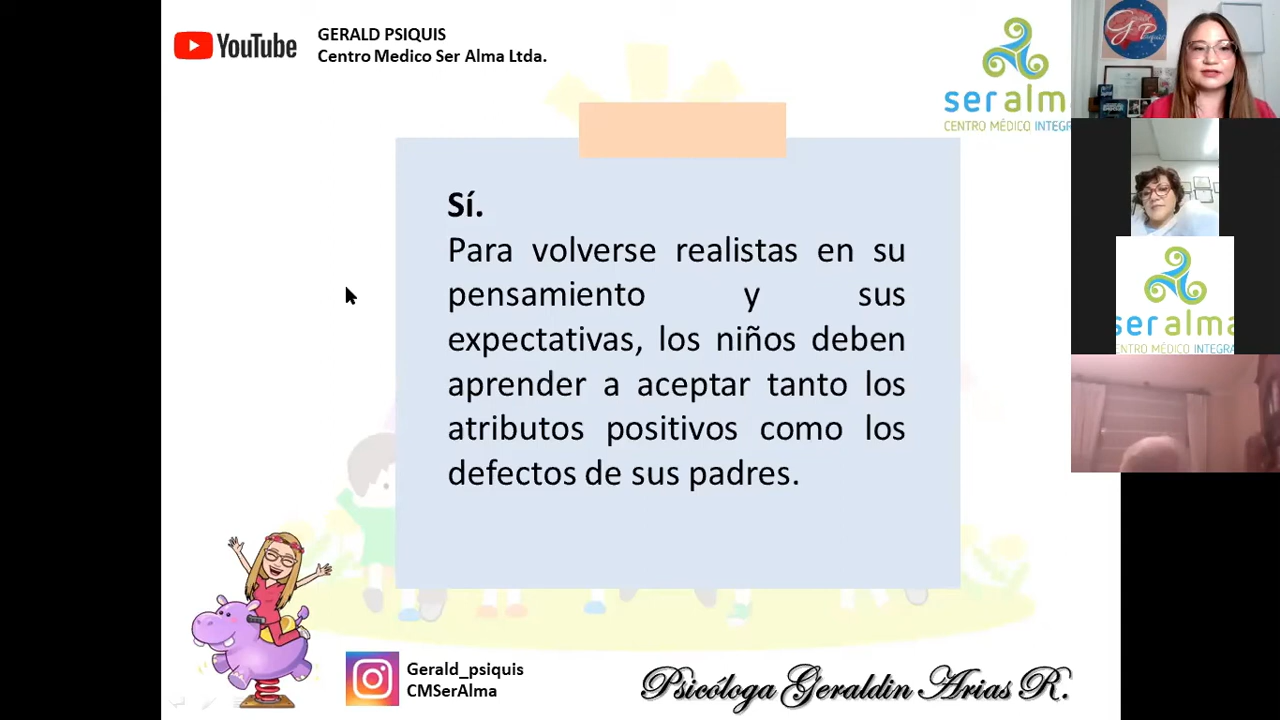 YouTube
GERALD PSIQUIS
Centro Medico Ser Alma Ltda.
ser alma
CENTRO MÉDICO INTEGR
Sí.
Para volverse realistas en su
pensamiento y sus
expectativas, los niños deben
aprender a aceptar tanto los
atributos positivos como los
defectos de sus padres.
ser alma
CENTRO MÉDICO INTEGRA
Gerald_psiquis
CMSerAlma
Psicóloga Geraldin Arias R.